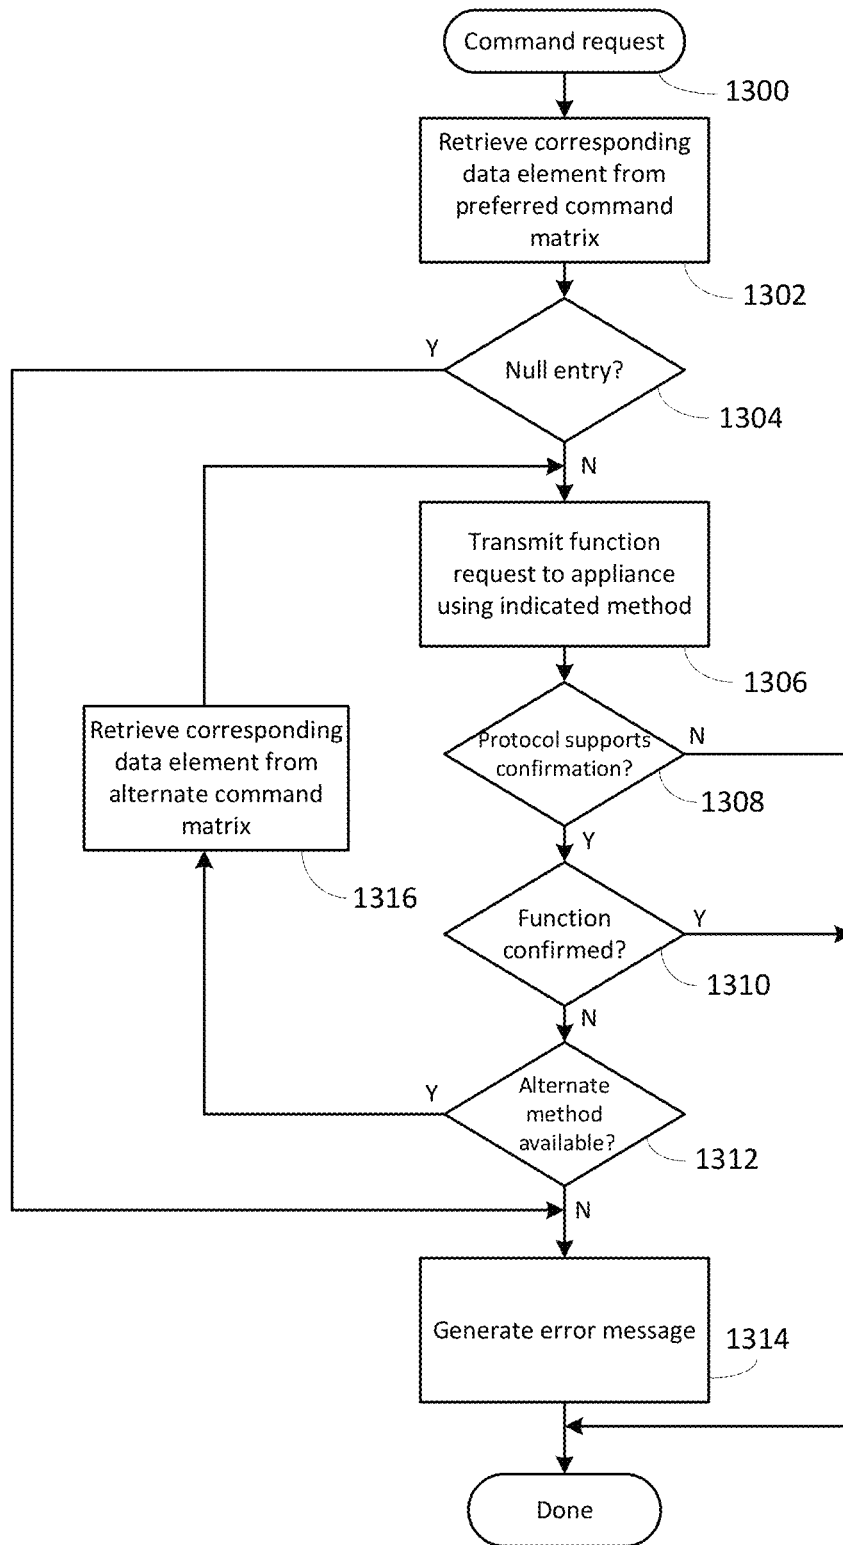 Command request
1300
Retrieve corresponding
data element from
preferred command
matrix
1302
Y
Null entry?
1304
N
Transmit function
request to appliance
using indicated method
1306
Retrieve corresponding
data element from
alternate command
matrix
1316
Protocol supports
confirmation?
N
1308
Y
Function
confirmed?
Y
1310
N
Y
Alternate
method
available?
1312
N
Generate error message
1314
Done